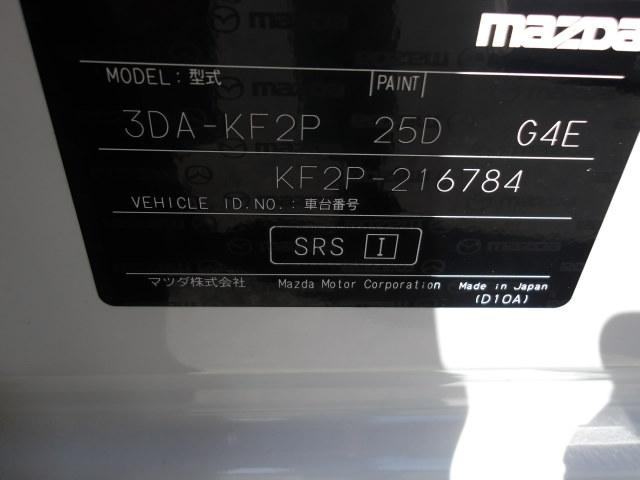 mazda
MODEL: 型式 PAINT
3DA-KF2P 25D G4E
KF2P-216784
VEHICLE ID.NO.: 車台番号
SRS I
マツダ株式会社 Mazda Motor Corporation Made in Japan
(D10A)